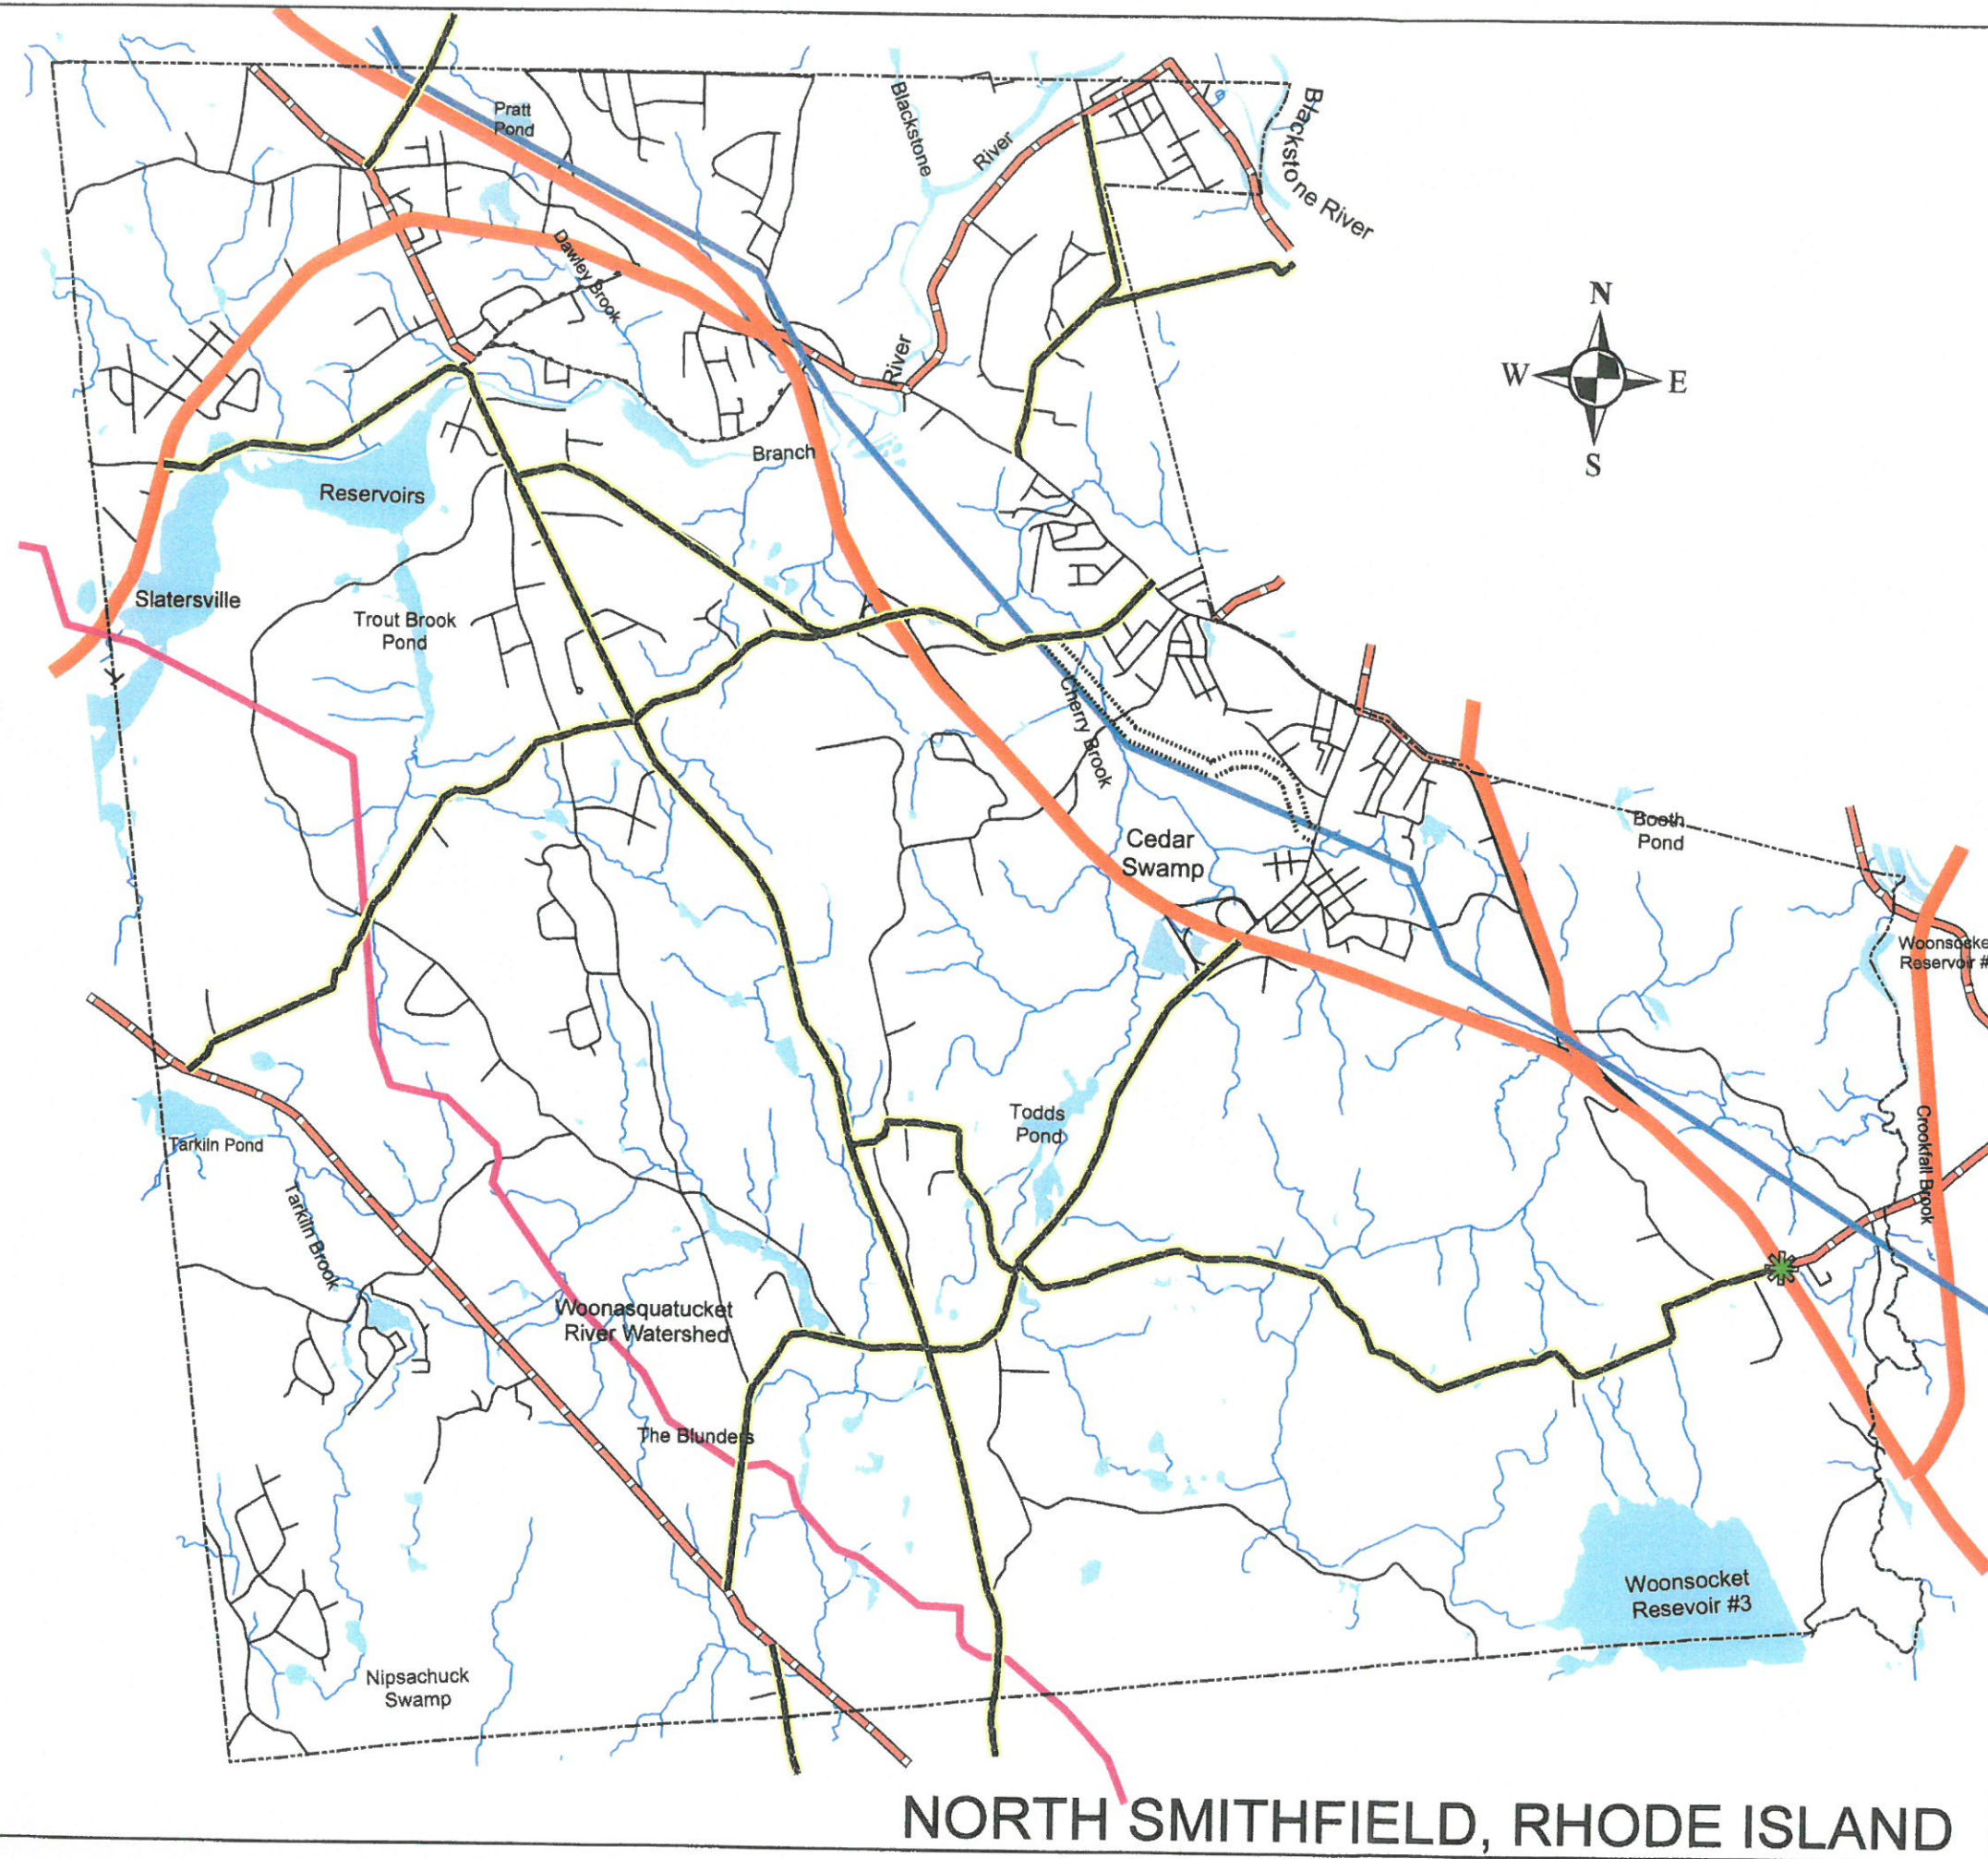 Pratt
Pond
Blackstone
River
Blackstone River
Dawley Brook
River
N
W
E
S
Branch
Reservoirs
Slatersville
Trout Brook
Pond
Cherry Brook
Cedar
Swamp
Booth
Pond
Woonsocke
Reservoir #
Todds
Pond
Crookfall Brook
Tarkiln Pond
Tarkiln Brook
Woonasquatucket
River Watershed
The Blunders
Woonsocket
Resevoir #3
Nipsachuck
Swamp
NORTH SMITHFIELD, RHODE ISLAND